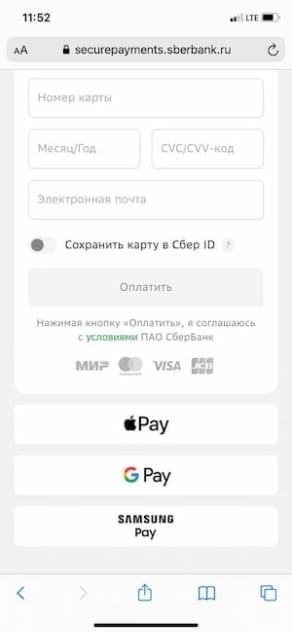 11:52
LTE
АА securepayments.sberbank.ru
Номер карты
Месяц/Год CVC/CVV-код
Электронная почта
Сохранить карту в Сбер ID ?
Оплатить
Нажимая кнопку «Оплатить», я соглашаюсь
с условиями ПАО СберБанк
МИР VISA JCB
Pay
G Pay
SAMSUNG
Pay